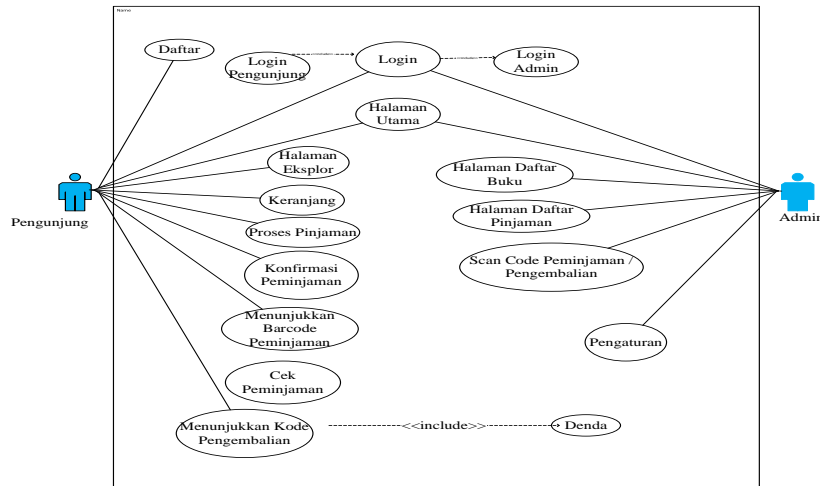 Name
Daftar
Login
Pengunjung
Login
Login
Admin
Halaman
Utama
Halaman
Eksplor
Keranjang
Proses Pinjaman
Konfirmasi
Peminjaman
Menunjukkan
Barcode
Peminjaman
Cek
Peminjaman
Menunjukkan Kode
Pengembalian
<<include>>
Denda
Halaman Daftar
Buku
Halaman Daftar
Pinjaman
Scan Code Peminjaman /
Pengembalian
Pengaturan
Pengunjung
Admin